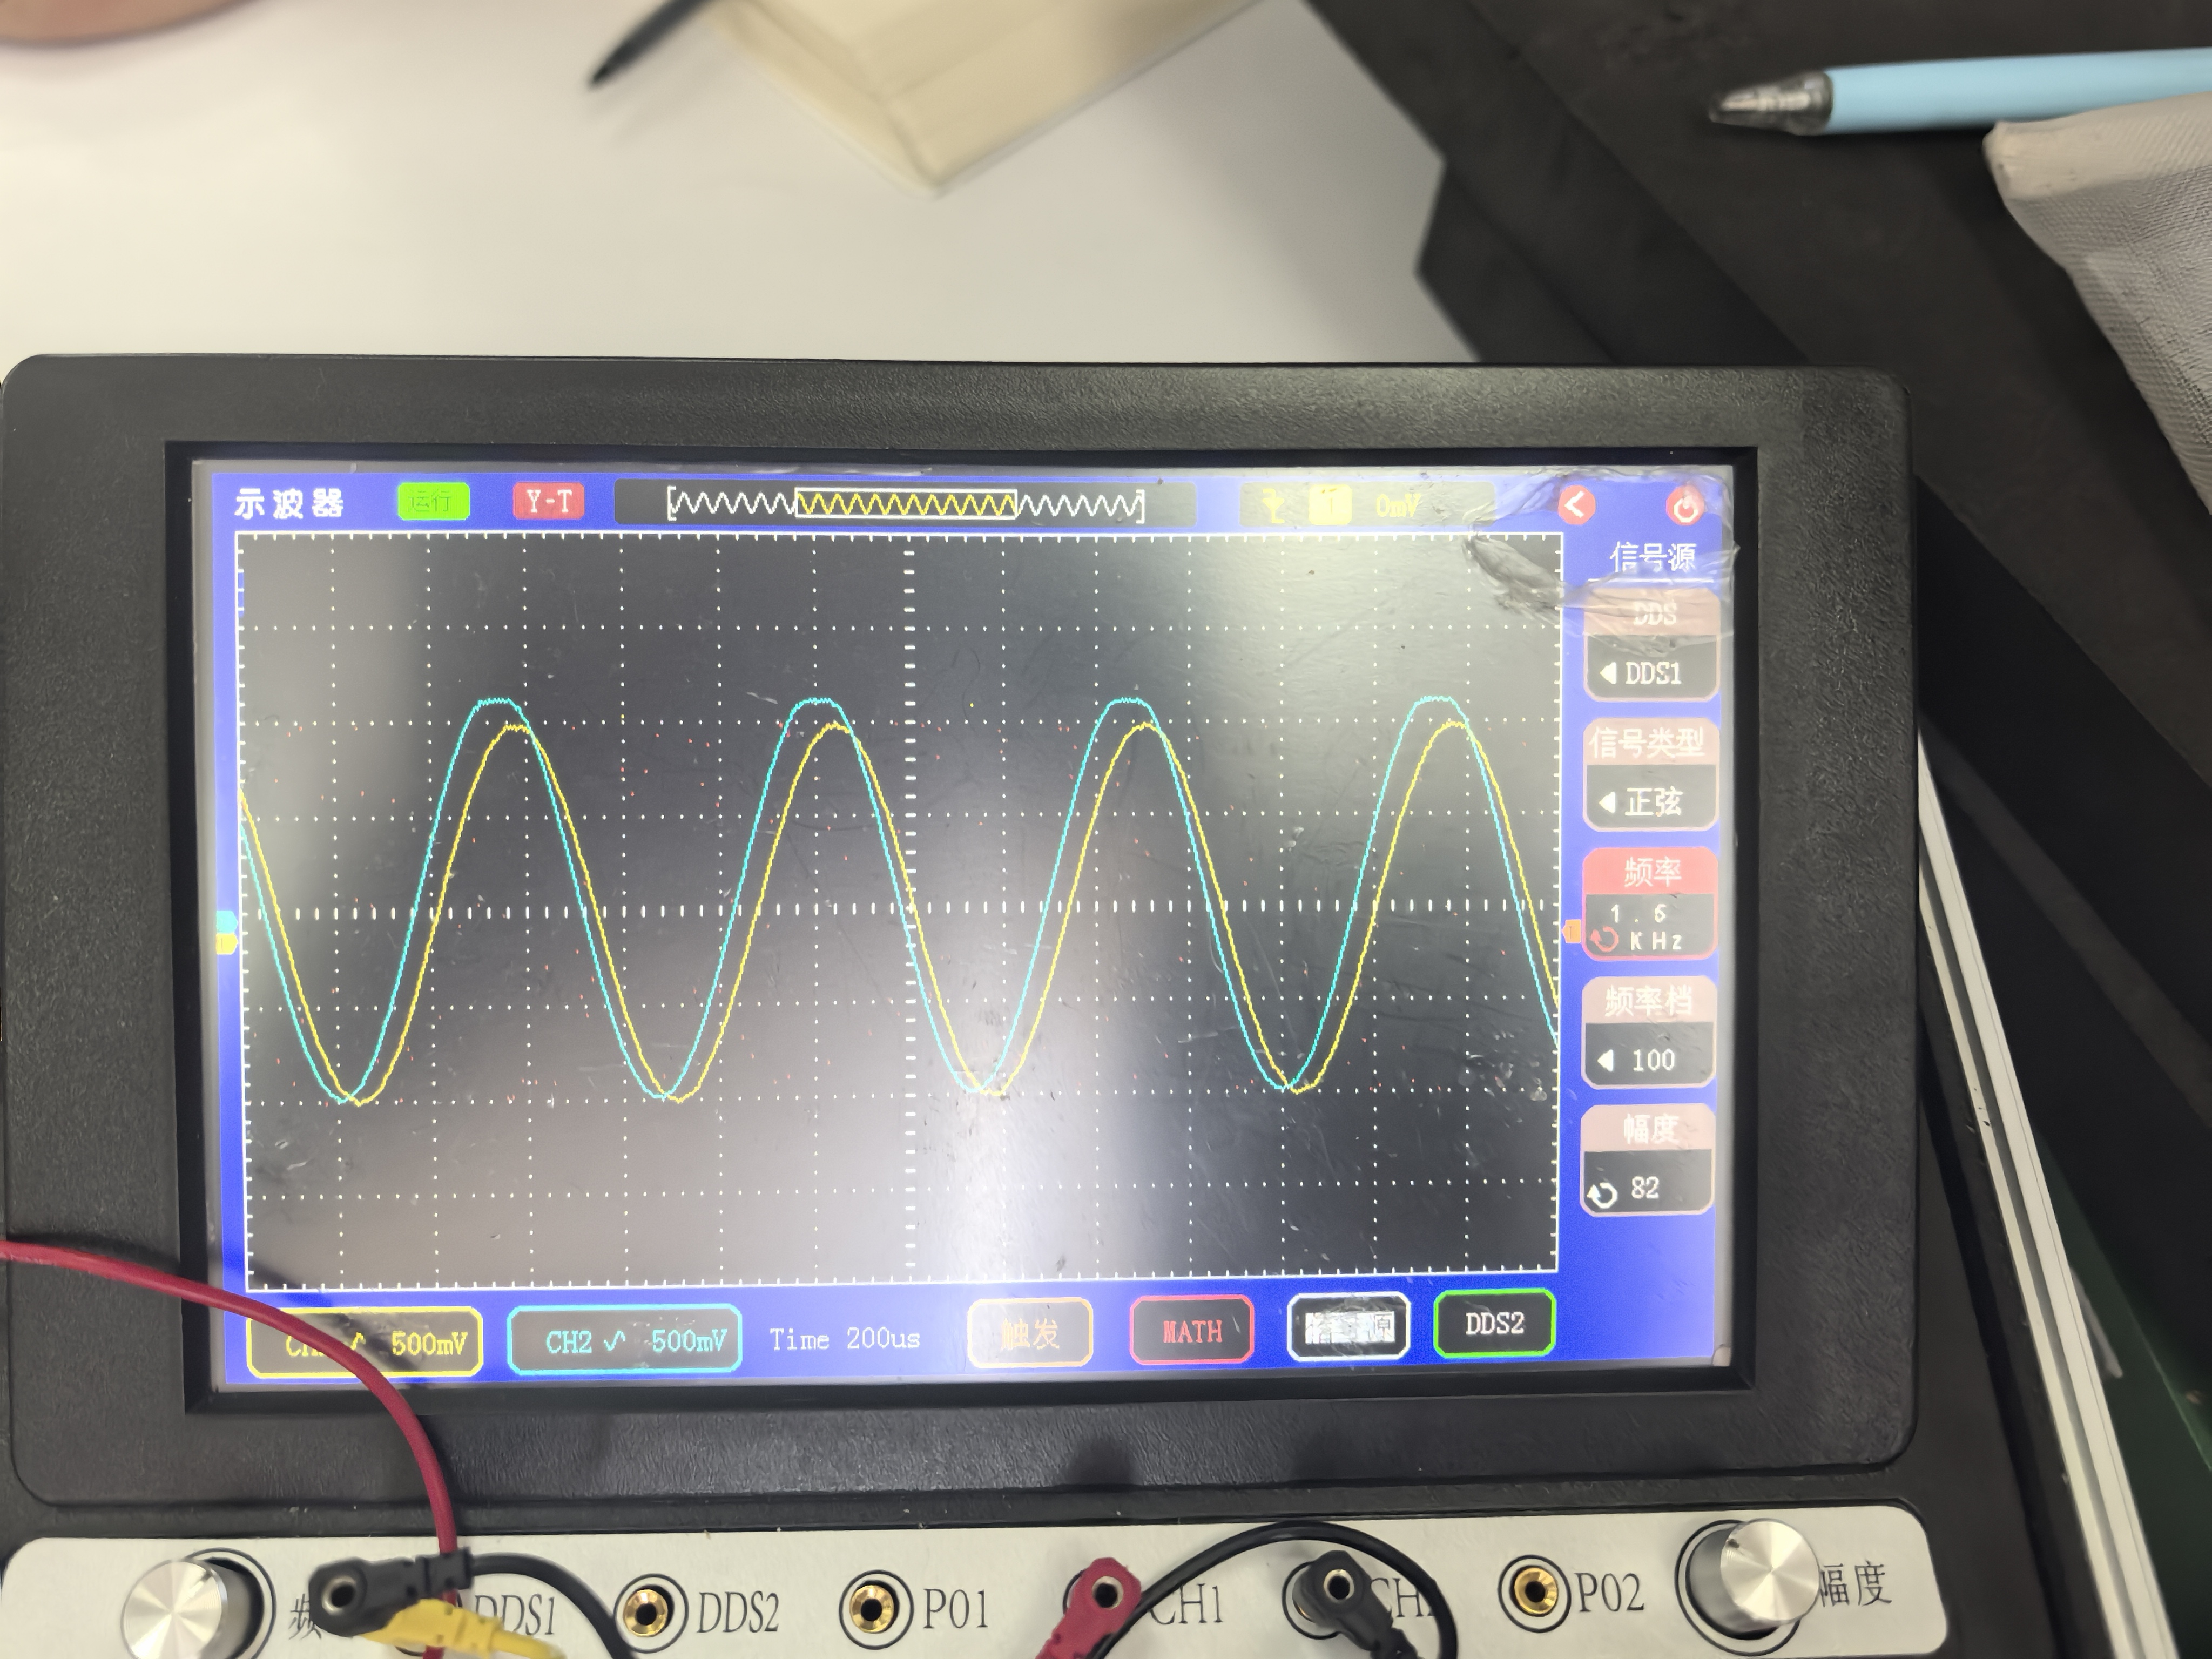 示波器 运行 Y-T 0mV
信号源
DDS
DDS1
信号类型
正弦
频率
1.6
KHz
频率档
100
幅度
82
500mV CH2 500mV Time 200us 触发 MATH DDS2
DDS1 DDS2 P01 CH1 P02 幅度